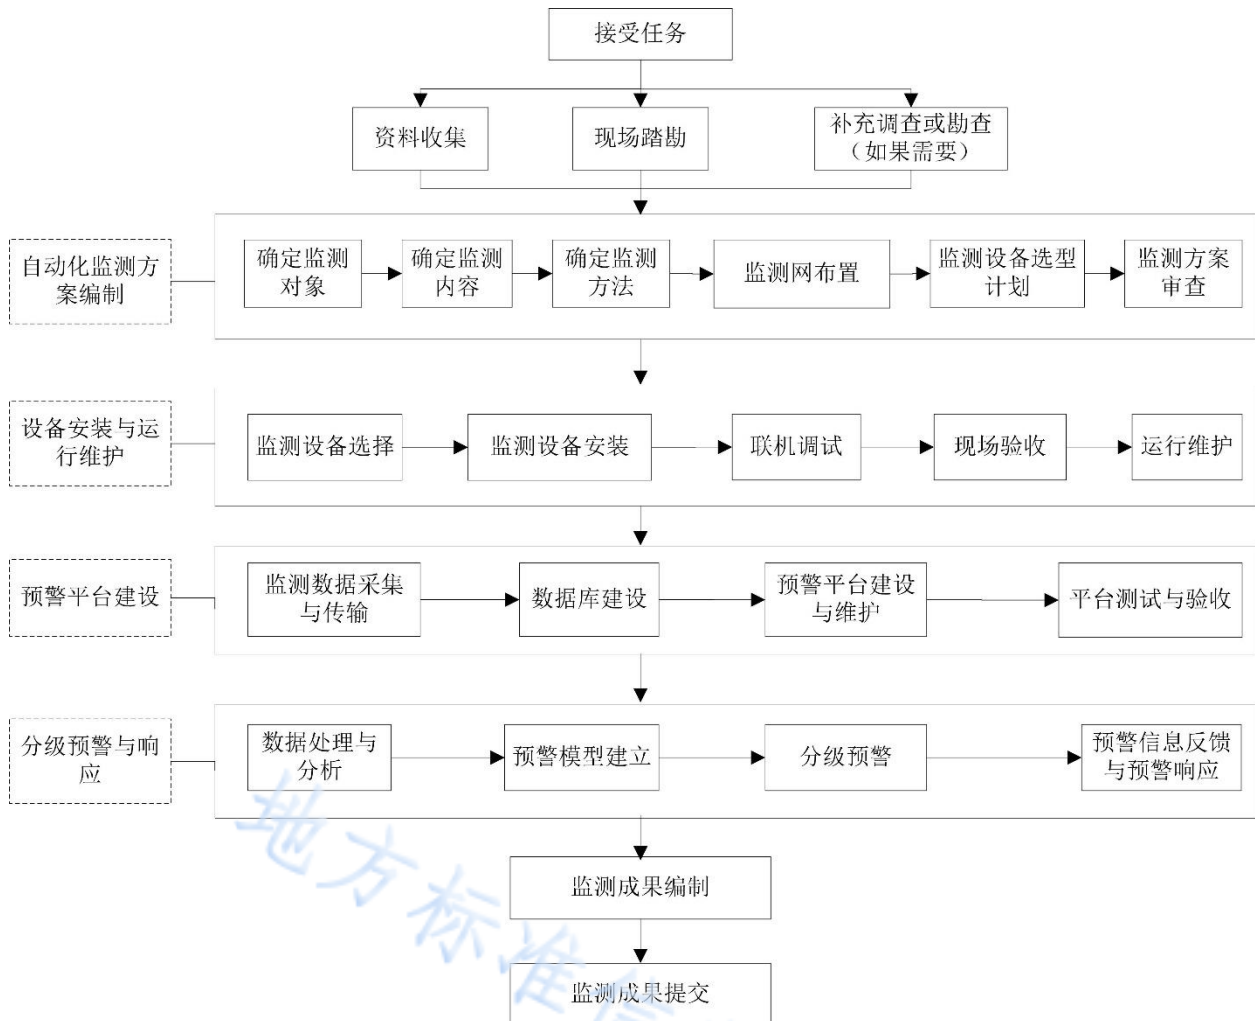 接受任务
资料收集
现场踏勘
补充调查或勘查
（如果需要）
自动化监测方
案编制
确定监测
对象
确定监测
内容
确定监测
方法
监测网布置
监测设备选型
计划
监测方案
审查
设备安装与运
行维护
监测设备选择
监测设备安装
联机调试
现场验收
运行维护
预警平台建设
监测数据采集
与传输
数据库建设
预警平台建设
与维护
平台测试与验收
分级预警与响
应
数据处理与
分析
预警模型建立
分级预警
预警信息反馈
与预警响应
监测成果编制
监测成果提交
地方标准信